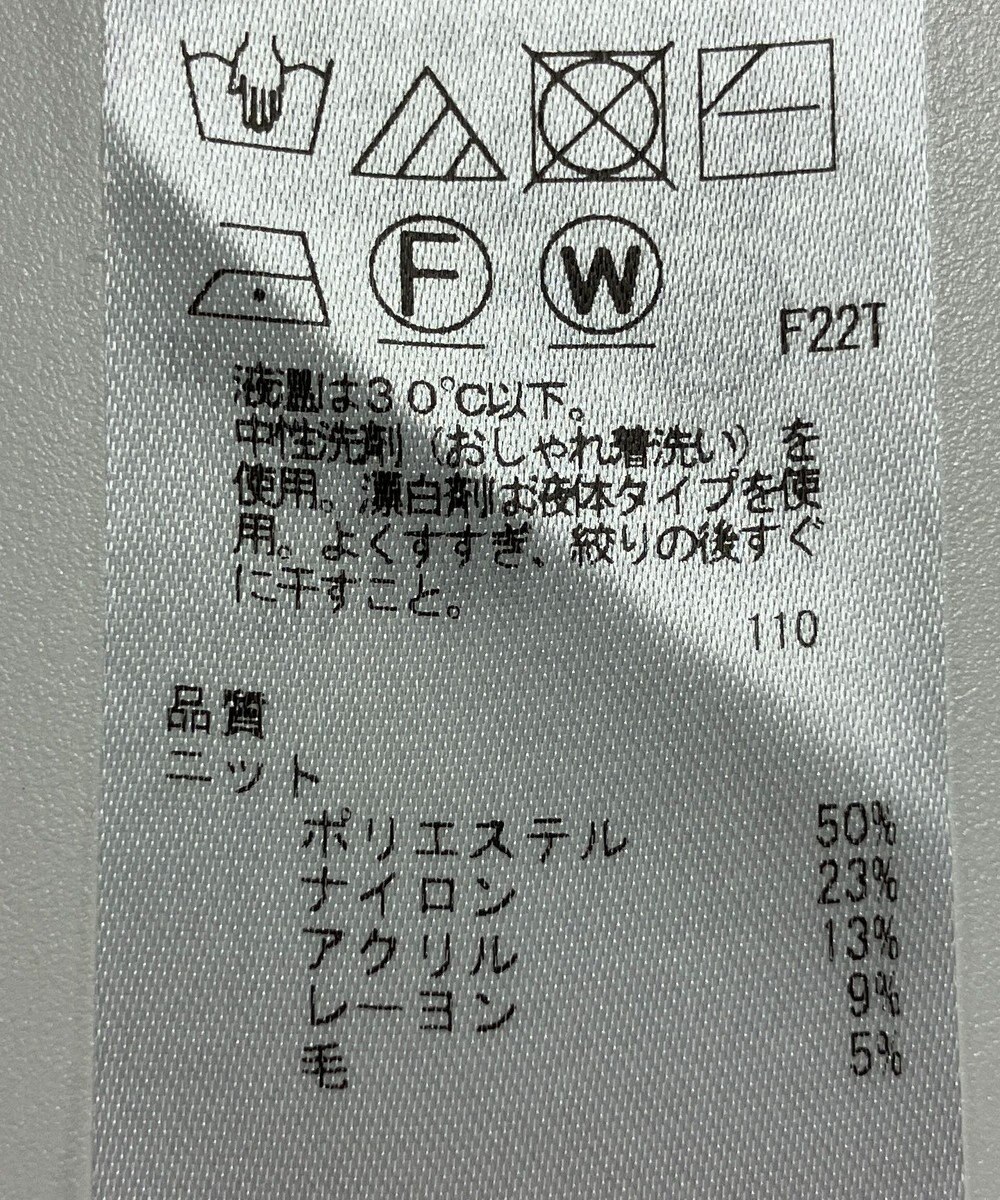 F W F22T
液温は30℃以下。
中性洗剤(おしゃれ着洗い)を
使用。漂白剤は液体タイプを使
用。よくすすぎ、絞りの後すぐ
に干すこと。
110
品質
ニット
ポリエステル 50%
ナイロン 23%
アクリル 13%
レーヨン 9%
毛 5%